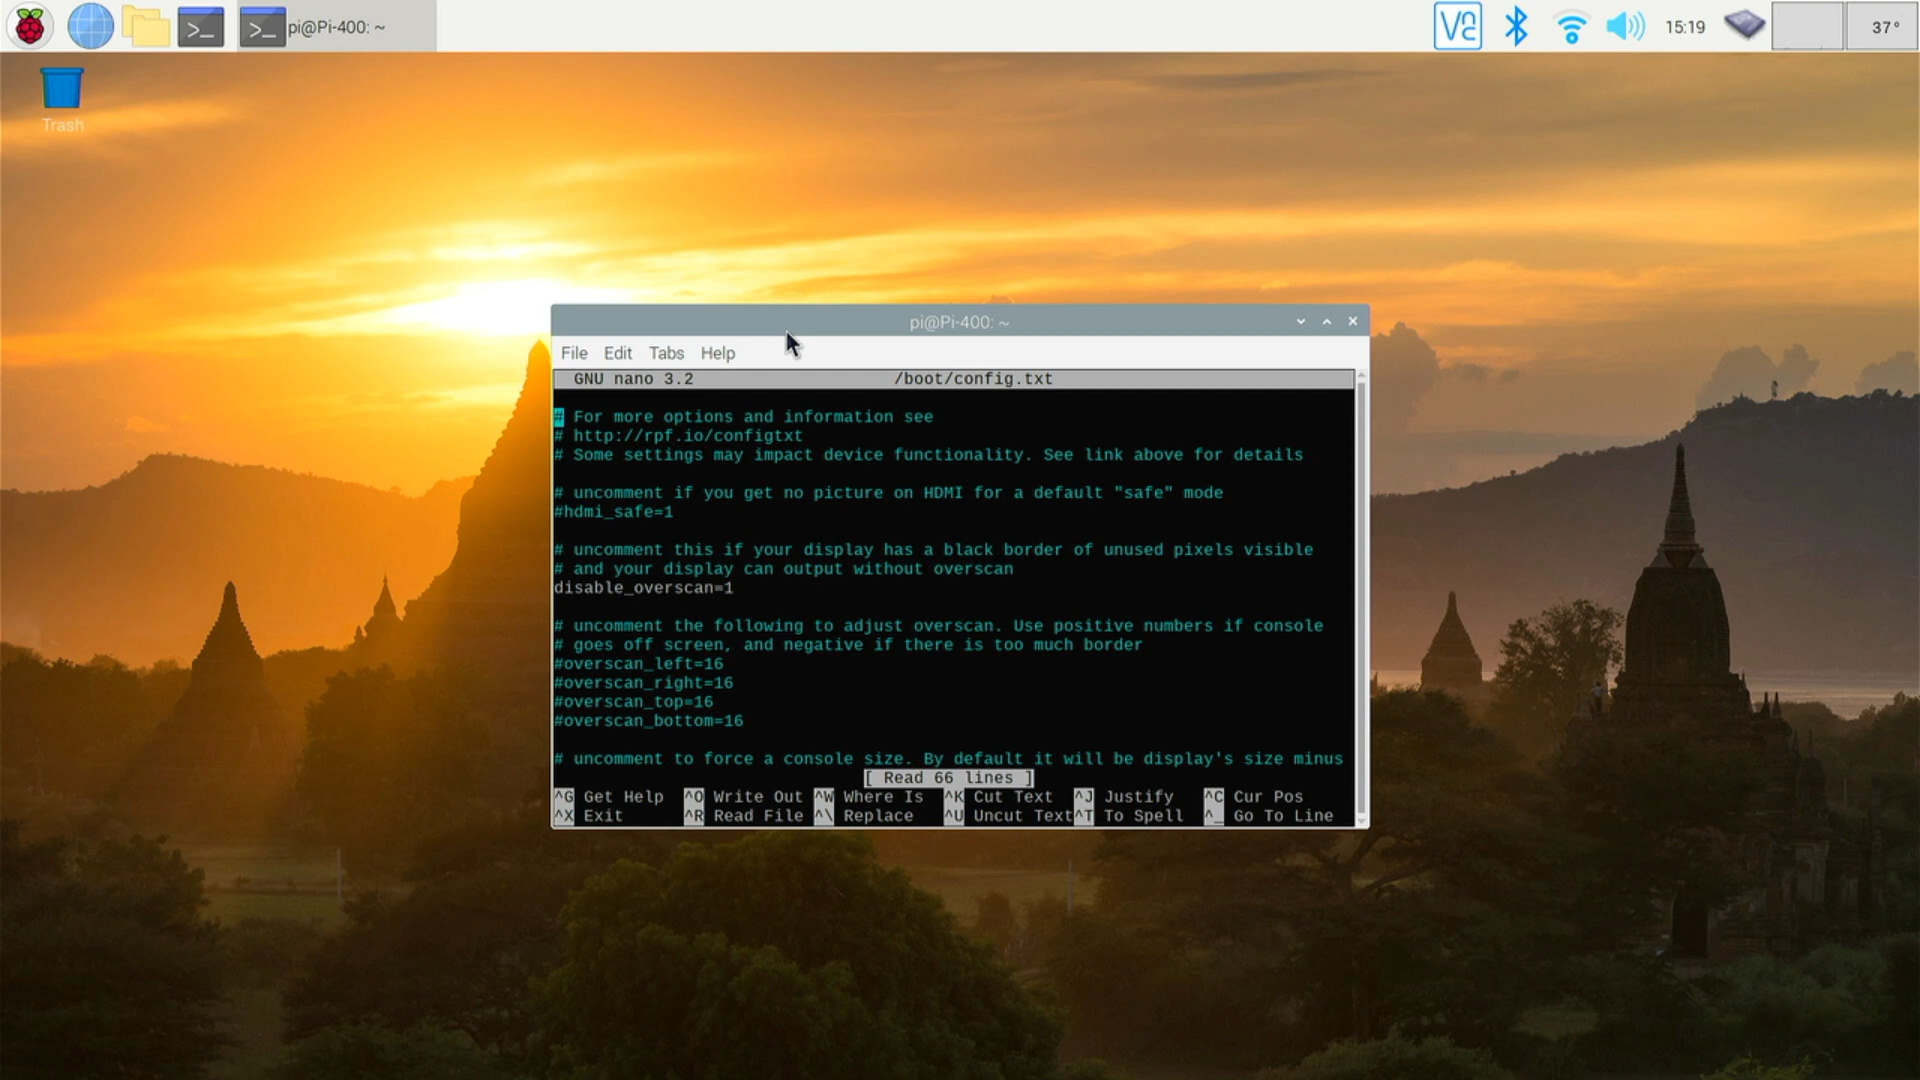 pi@Pi-400: ~
15:19
37°
Trash
pi@Pi-400: ~
File Edit Tabs Help
GNU nano 3.2 /boot/config.txt
# For more options and information see
# http://rpf.io/configtxt
# Some settings may impact device functionality. See link above for details
# uncomment if you get no picture on HDMI for a default "safe" mode
#hdmi_safe=1
# uncomment this if your display has a black border of unused pixels visible
# and your display can output without overscan
disable_overscan=1
# uncomment the following to adjust overscan. Use positive numbers if console
# goes off screen, and negative if there is too much border
#overscan_left=16
#overscan_right=16
#overscan_top=16
#overscan_bottom=16
# uncomment to force a console size. By default it will be display's size minus
[ Read 66 lines ]
^G Get Help ^O Write Out ^W Where Is ^K Cut Text ^J Justify ^C Cur Pos
^X Exit ^R Read File ^\ Replace ^U Uncut Text ^T To Spell ^_ Go To Line